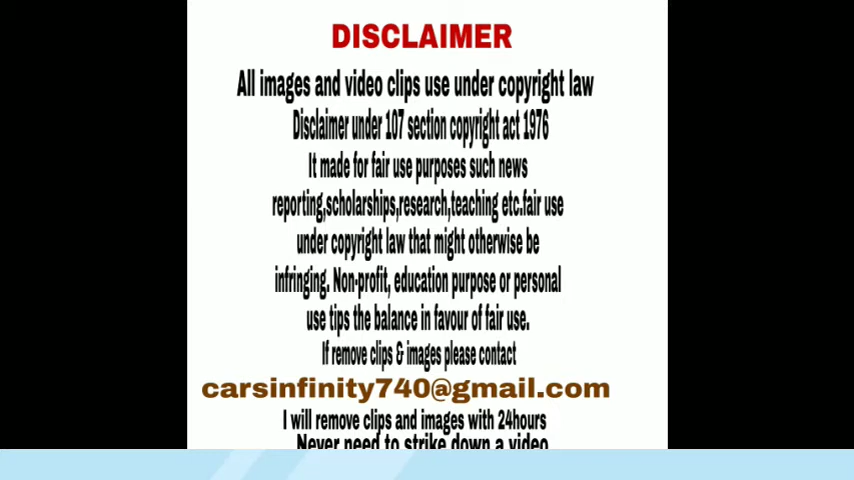 DISCLAIMER
All images and video clips use under copyright law
Disclaimer under 107 section copyright act 1976
It made for fair use purposes such news
reporting,scholarships,research,teaching etc.fair use
under copyright law that might otherwise be
infringing. Non-profit, education purpose or personal
use tips the balance in favour of fair use.
If remove clips & images please contact
carsinfinity740@gmail.com
I will remove clips and images with 24hours
Never need to strike down a video